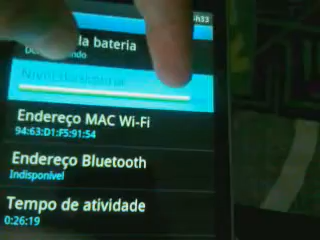 h33
la bateria
Endereço MAC Wi-Fi
94:63:D1:F5:91:54
Endereço Bluetooth
Indisponível
Tempo de atividade
0:26:19